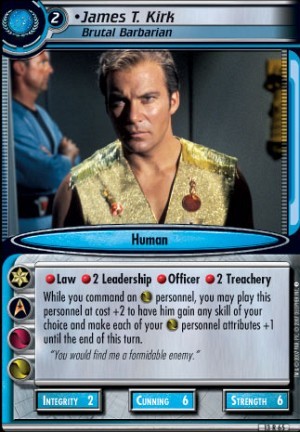 2 •James T. Kirk
Brutal Barbarian
Human
Law 2 Leadership Officer 2 Treachery
While you command an personnel, you may play this
personnel at cost +2 to have him gain any skill of your
choice and make each of your personnel attributes +1
until the end of this turn.
"You would find me a formidable enemy."
INTEGRITY 2 CUNNING 6 STRENGTH 6